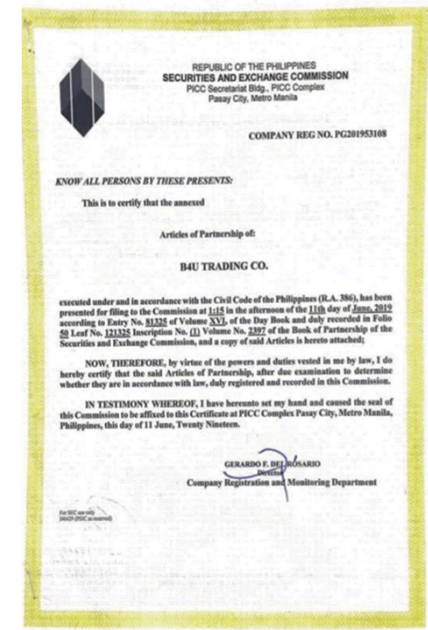 REPUBLIC OF THE PHILIPPINES
SECURITIES AND EXCHANGE COMMISSION
PICC Secretariat Bldg., PICC Complex
Pasay City, Metro Manila
COMPANY REG NO. PG201953108
KNOW ALL PERSONS BY THESE PRESENTS:
This is to certify that the annexed
Articles of Partnership of:
B4U TRADING CO.
executed under and in accordance with the Civil Code of the Philippines (R.A. 386), has been
presented for filing to the Commission at 1:15 in the afternoon of the 11th day of June, 2019
according to Entry No. 81325 of Volume XVI, of the Day Book and duly recorded in Folio
50 Leaf No. 121325 Inscription No. (1) Volume No. 2397 of the Book of Partnership of the
Securities and Exchange Commission, and a copy of said Articles is hereto attached;
NOW, THEREFORE, by virtue of the powers and duties vested in me by law, I do
hereby certify that the said Articles of Partnership, after due examination to determine
whether they are in accordance with law, duly registered and recorded in this Commission.
IN TESTIMONY WHEREOF, I have hereunto set my hand and caused the seal of
this Commission to be affixed to this Certificate at PICC Complex Pasay City, Metro Manila,
Philippines, this day of 11 June, Twenty Nineteen.
GERARDO F. DEL ROSARIO
Director
Company Registration and Monitoring Department
For SEC use only